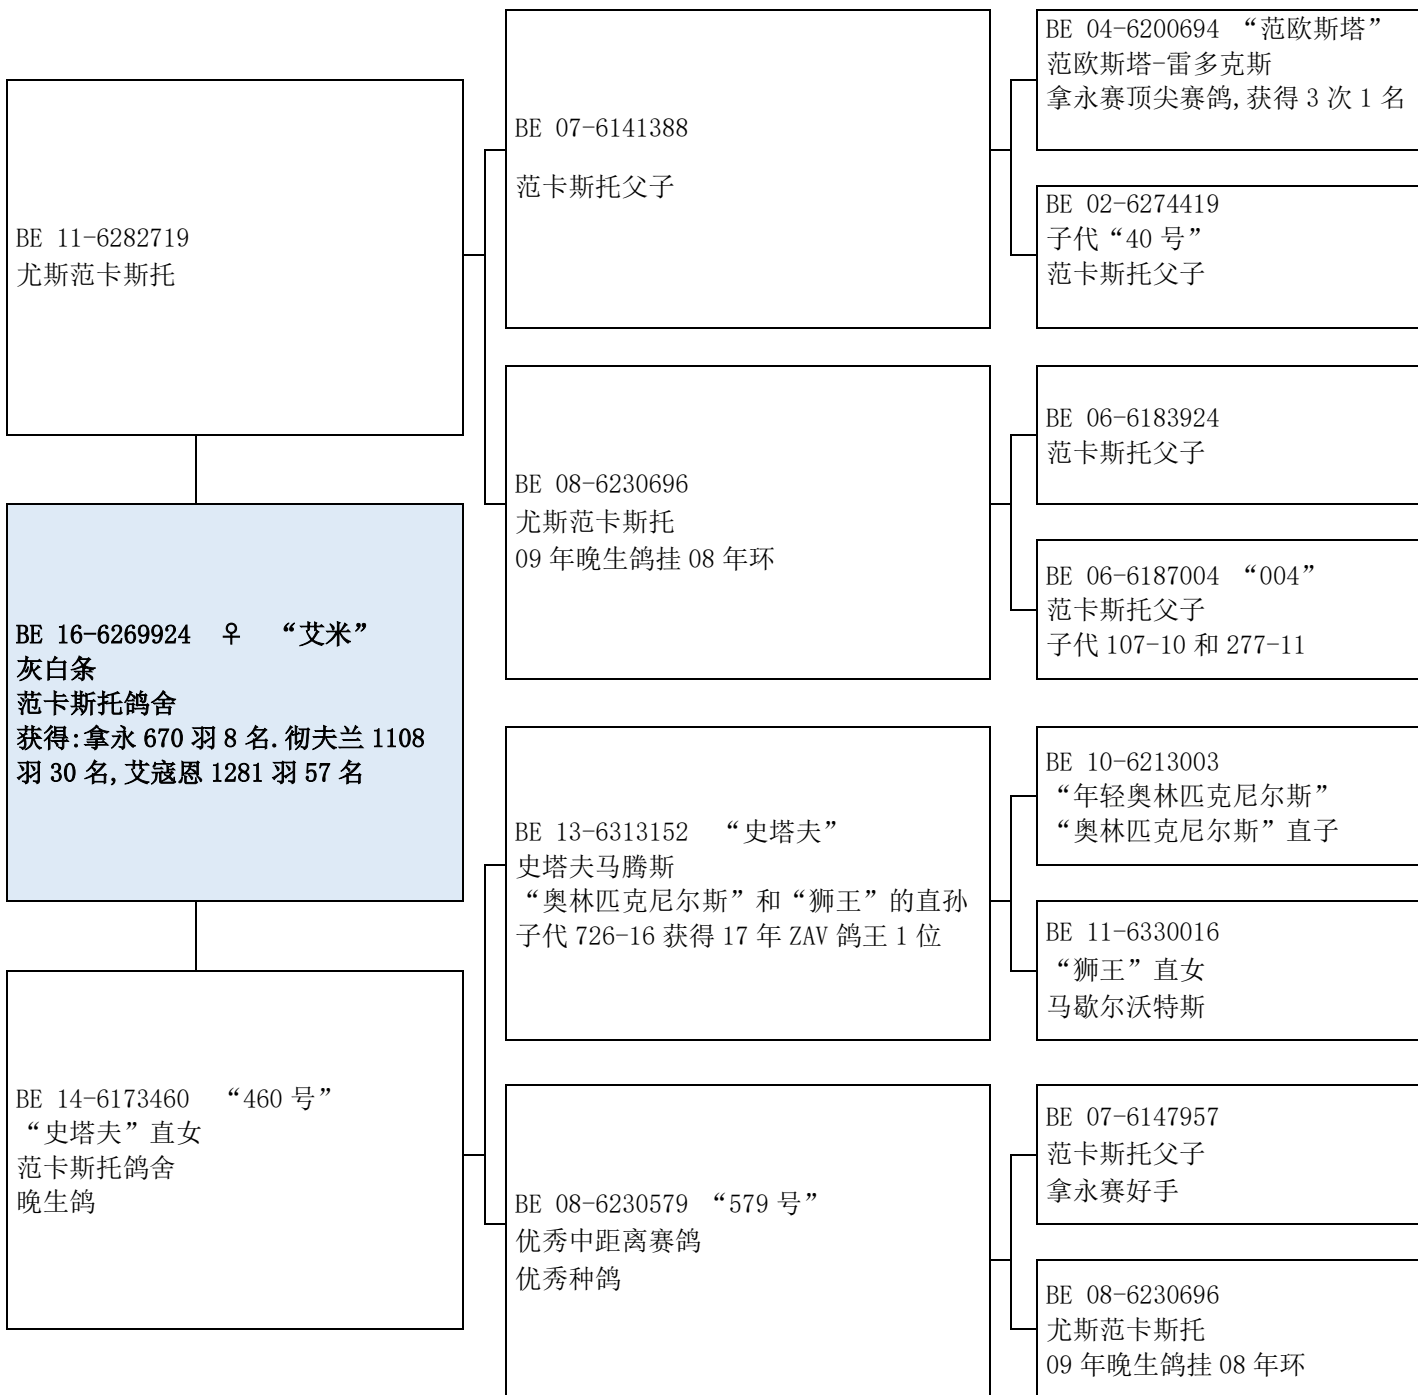 BE 11-6282719
尤斯范卡斯托
BE 16-6269924 ♀ “艾米”
灰白条
范卡斯托鸽舍
获得:拿永 670 羽 8 名.彻夫兰 1108
羽 30 名,艾寇恩 1281 羽 57 名
BE 14-6173460 “460 号”
“史塔夫”直女
范卡斯托鸽舍
晚生鸽
BE 07-6141388
范卡斯托父子
BE 08-6230696
尤斯范卡斯托
09 年晚生鸽挂 08 年环
BE 13-6313152 “史塔夫”
史塔夫马腾斯
“奥林匹克尼尔斯”和“狮王”的直孙
子代 726-16 获得 17 年 ZAV 鸽王 1 位
BE 08-6230579 “579 号”
优秀中距离赛鸽
优秀种鸽
BE 04-6200694 “范欧斯塔”
范欧斯塔-雷多克斯
拿永赛顶尖赛鸽,获得 3 次 1 名
BE 02-6274419
子代“40 号”
范卡斯托父子
BE 06-6183924
范卡斯托父子
BE 06-6187004 “004”
范卡斯托父子
子代 107-10 和 277-11
BE 10-6213003
“年轻奥林匹克尼尔斯”
“奥林匹克尼尔斯”直子
BE 11-6330016
“狮王”直女
马歇尔沃特斯
BE 07-6147957
范卡斯托父子
拿永赛好手
BE 08-6230696
尤斯范卡斯托
09 年晚生鸽挂 08 年环